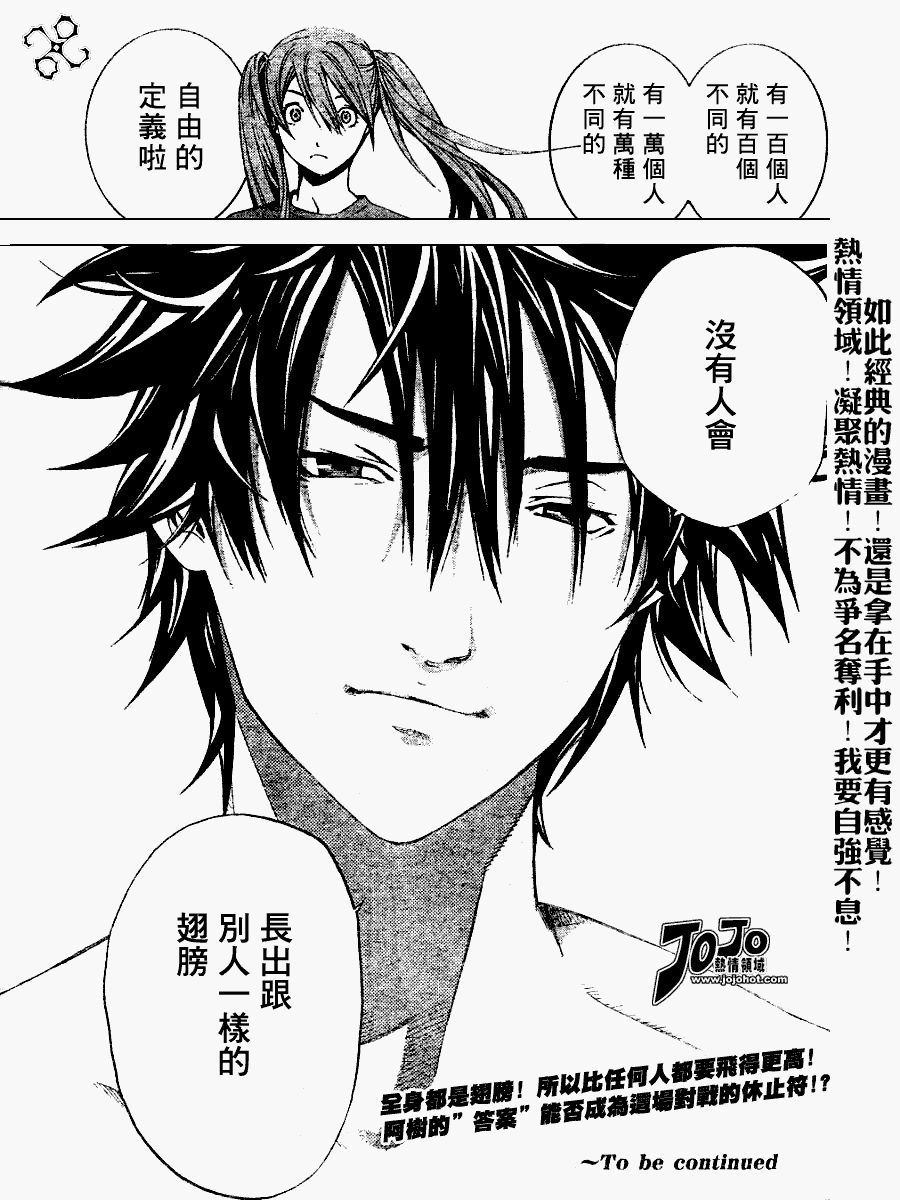 有一百個人
就有百個
不同的
有一萬個人
就有萬種
不同的
自由的
定義啦
沒有人會
長出跟
別人一樣的
翅膀
如此經典的漫畫！還是拿在手中才更有感覺！
熱情領域！凝聚熱情！不為爭名奪利！我要自強不息！
JOJO
熱情領域
www.jojohot.com
全身都是翅膀！所以比任何人都要飛得更高！
阿樹的"答案"能否成為這場對戰的休止符!?
~To be continued